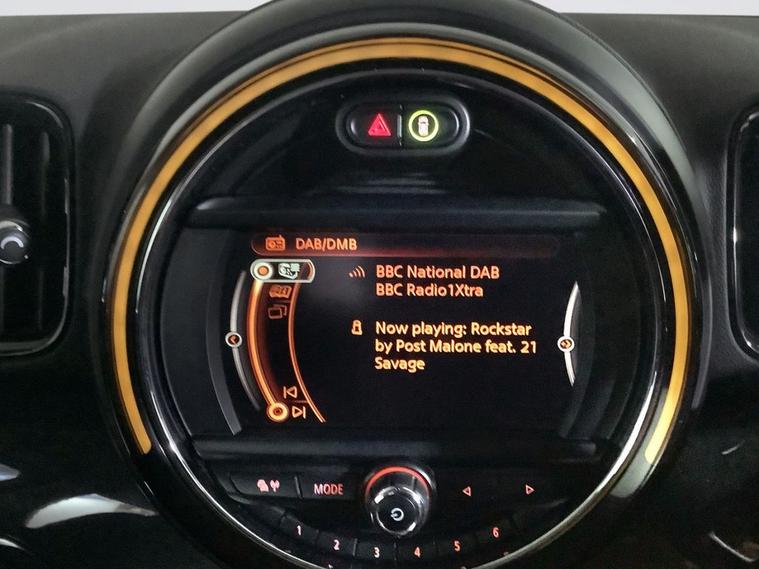 DAB/DMB
BBC National DAB
BBC Radio1Xtra
Now playing: Rockstar
by Post Malone feat. 21
Savage
MODE
1 2 3 4 5 6